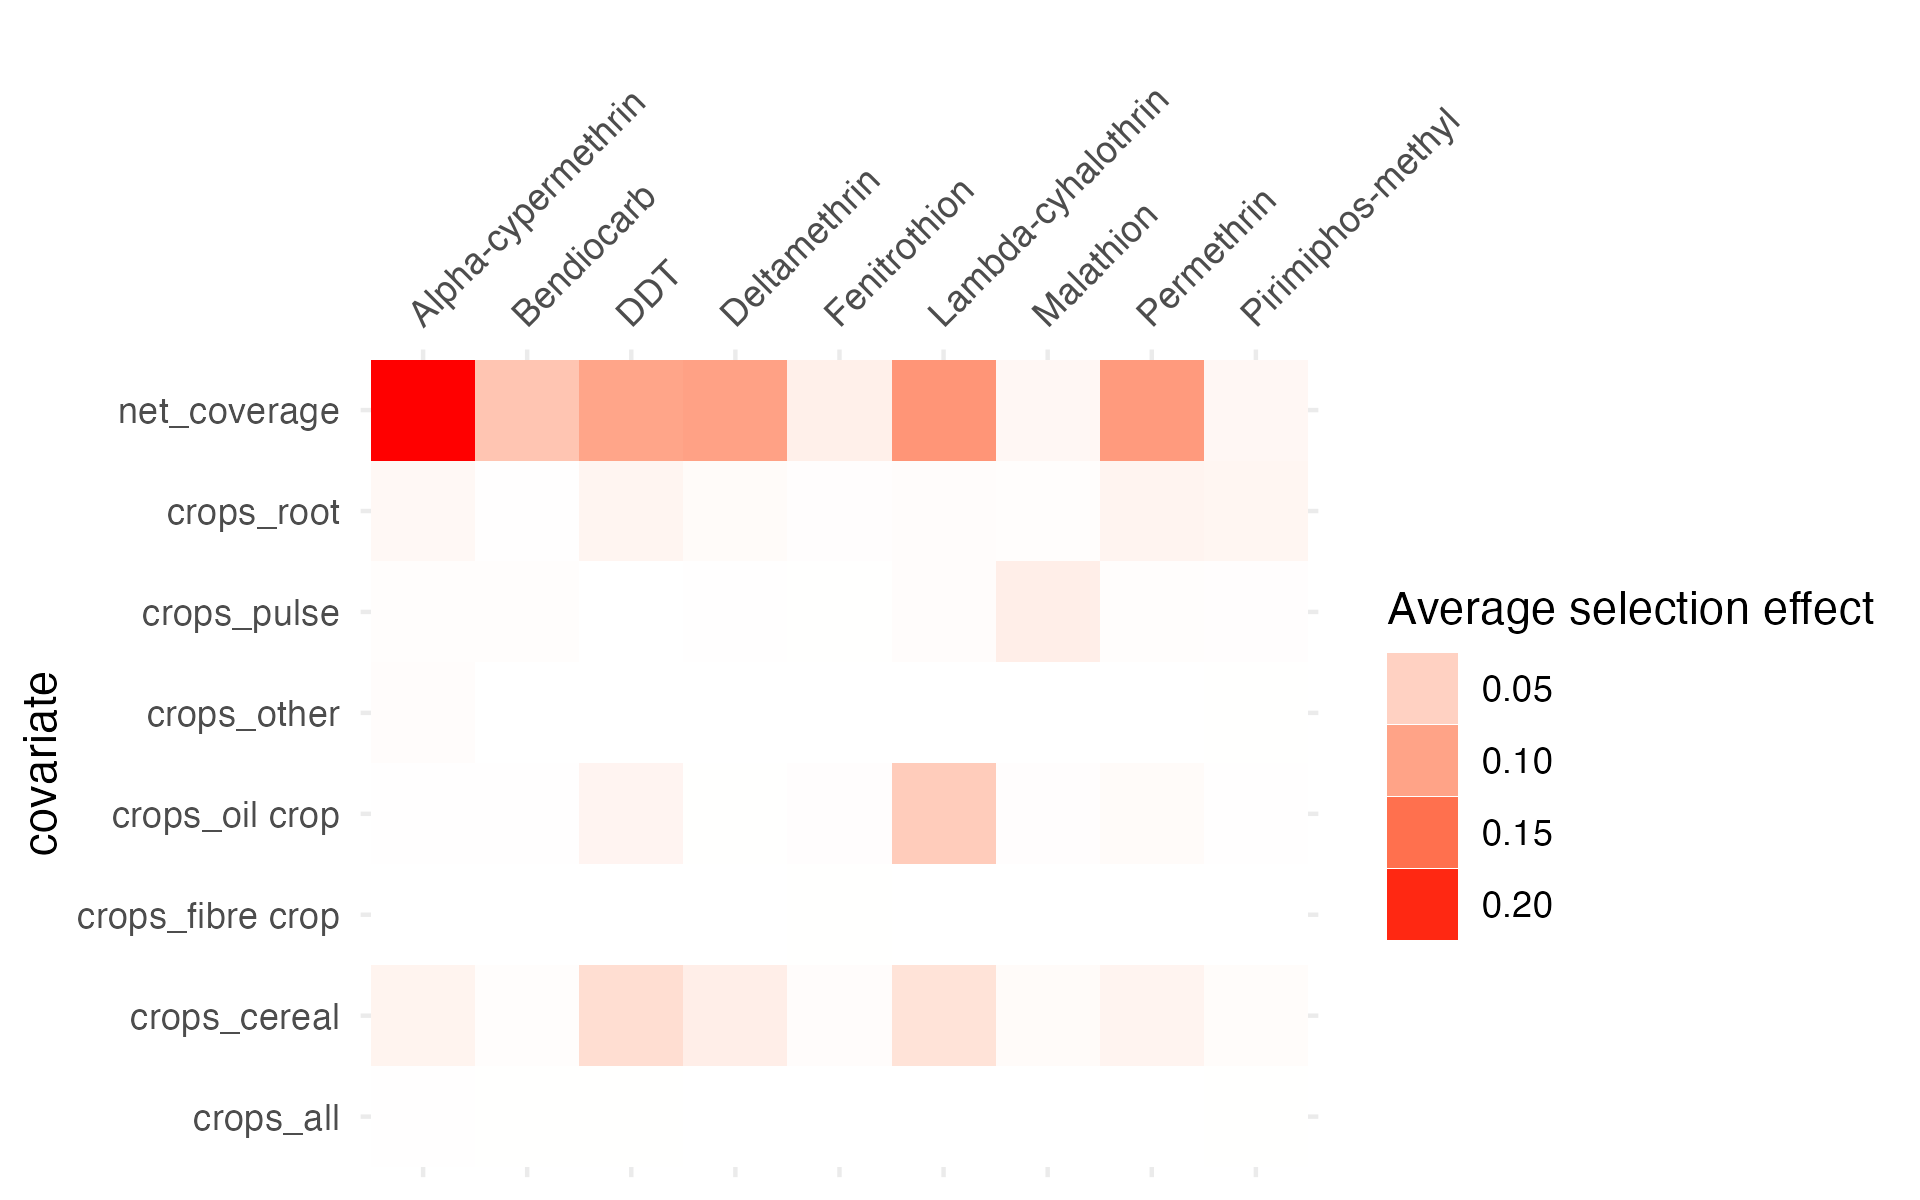 Alpha-cypermethrin
Bendiocarb
DDT
Deltamethrin
Fenitrothion
Lambda-cyhalothrin
Malathion
Permethrin
Pirimiphos-methyl
net_coverage
crops_root
crops_pulse
crops_other
crops_oil crop
crops_fibre crop
crops_cereal
crops_all
covariate
Average selection effect
0.05
0.10
0.15
0.20